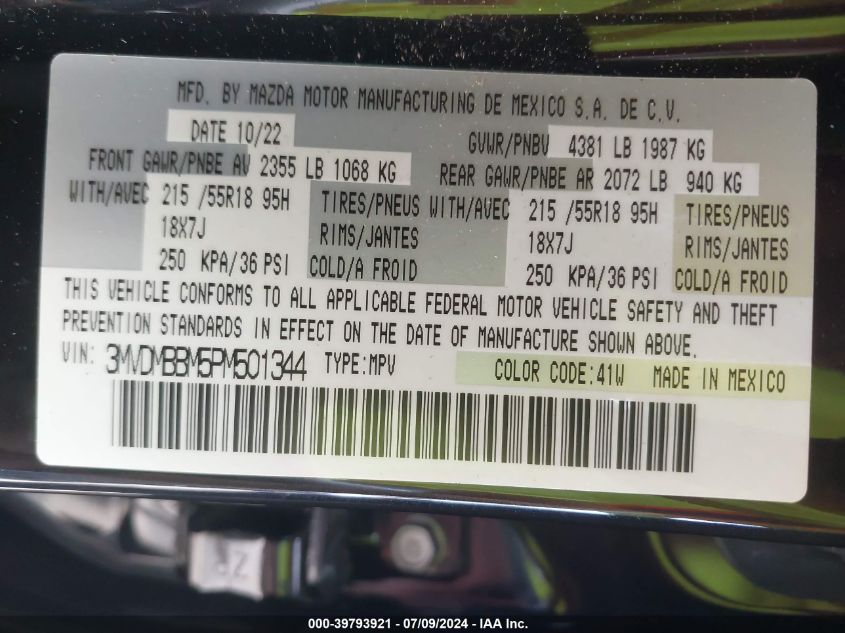 MFD. BY MAZDA MOTOR MANUFACTURING DE MEXICO S.A. DE C.V.
DATE 10/22 GVWR/PNBV 4381 LB 1987 KG
FRONT GAWR/PNBE AV 2355 LB 1068 KG REAR GAWR/PNBE AR 2072 LB 940 KG
WITH/AVEC 215 /55R18 95H TIRES/PNEUS WITH/AVEC 215 /55R18 95H TIRES/PNEUS
18X7J RIMS/JANTES 18X7J RIMS/JANTES
250 KPA/36 PSI COLD/A FROID 250 KPA/36 PSI COLD/A FROID
THIS VEHICLE CONFORMS TO ALL APPLICABLE FEDERAL MOTOR VEHICLE SAFETY AND THEFT
PREVENTION STANDARDS IN EFFECT ON THE DATE OF MANUFACTURE SHOWN ABOVE.
VIN: 3MVDMBBM5PM501344 TYPE:MPV COLOR CODE:41W MADE IN MEXICO
000-39793921 / 07/09/2024 - IAA Inc.